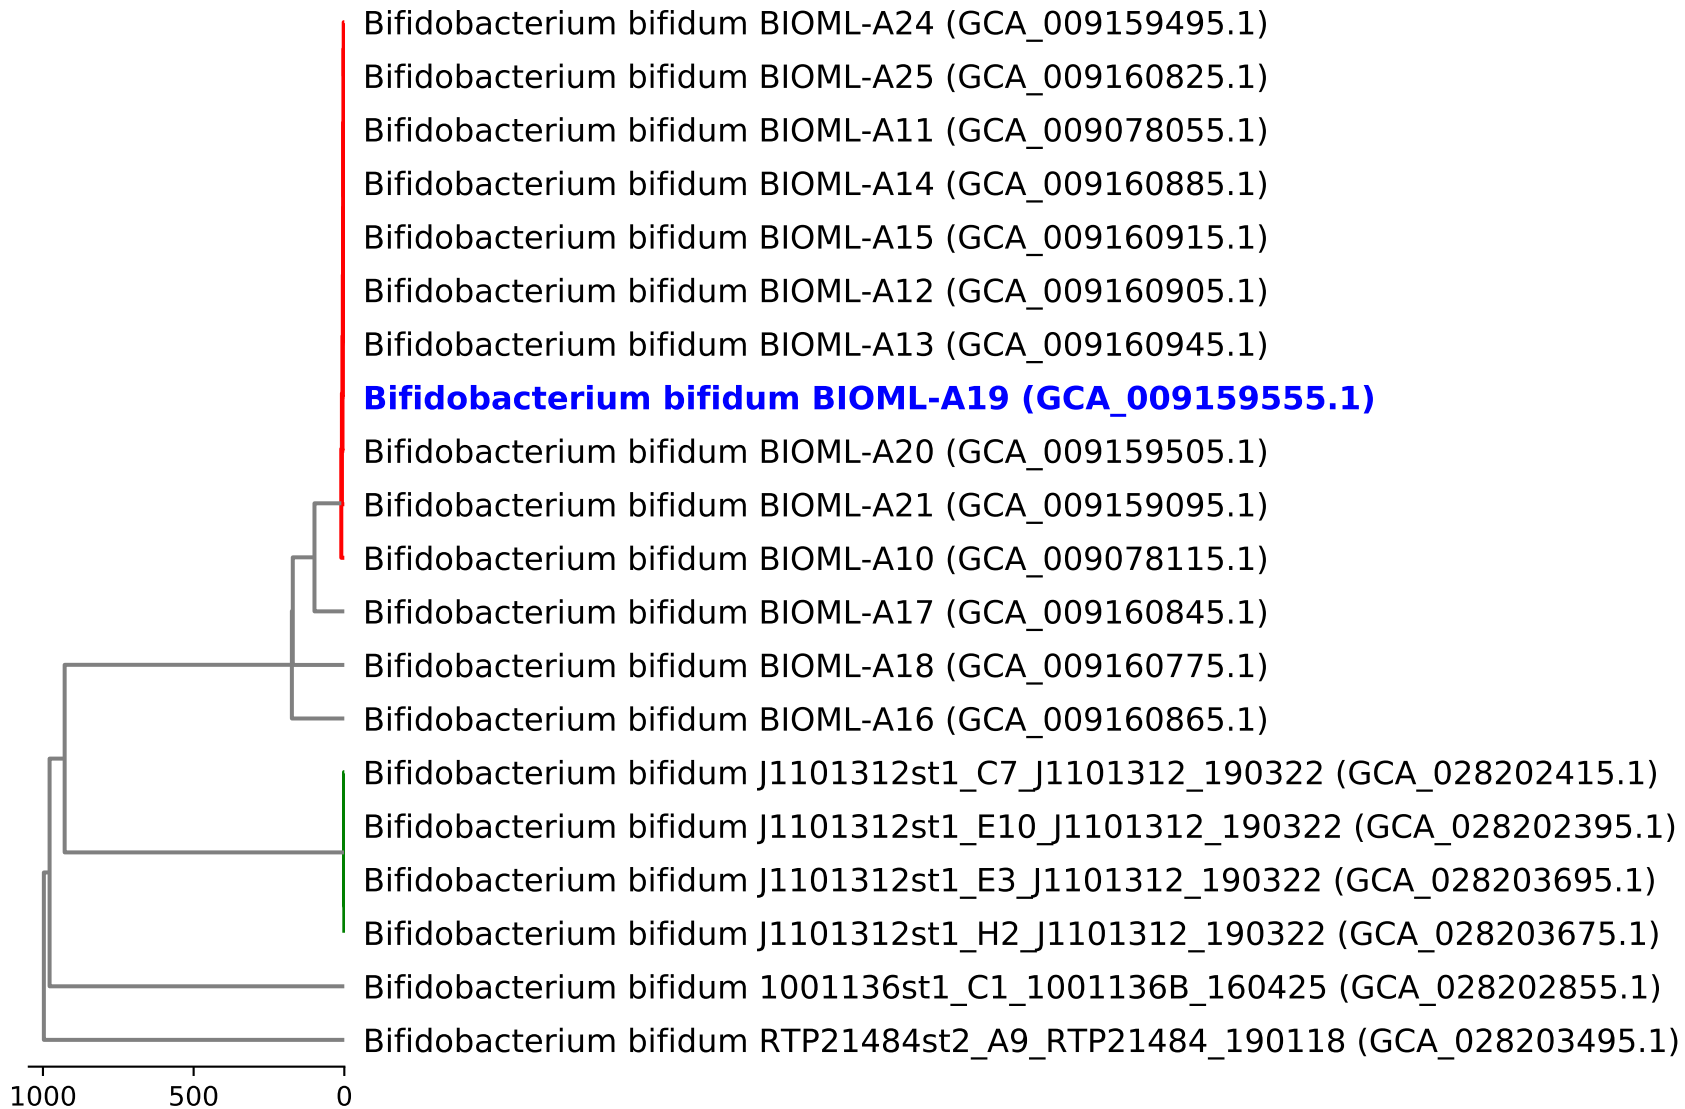 Bifidobacterium bifidum BIOML-A24 (GCA_009159495.1)
Bifidobacterium bifidum BIOML-A25 (GCA_009160825.1)
Bifidobacterium bifidum BIOML-A11 (GCA_009078055.1)
Bifidobacterium bifidum BIOML-A14 (GCA_009160885.1)
Bifidobacterium bifidum BIOML-A15 (GCA_009160915.1)
Bifidobacterium bifidum BIOML-A12 (GCA_009160905.1)
Bifidobacterium bifidum BIOML-A13 (GCA_009160945.1)
Bifidobacterium bifidum BIOML-A19 (GCA_009159555.1)
Bifidobacterium bifidum BIOML-A20 (GCA_009159505.1)
Bifidobacterium bifidum BIOML-A21 (GCA_009159095.1)
Bifidobacterium bifidum BIOML-A10 (GCA_009078115.1)
Bifidobacterium bifidum BIOML-A17 (GCA_009160845.1)
Bifidobacterium bifidum BIOML-A18 (GCA_009160775.1)
Bifidobacterium bifidum BIOML-A16 (GCA_009160865.1)
Bifidobacterium bifidum J1101312st1_C7_J1101312_190322 (GCA_028202415.1)
Bifidobacterium bifidum J1101312st1_E10_J1101312_190322 (GCA_028202395.1)
Bifidobacterium bifidum J1101312st1_E3_J1101312_190322 (GCA_028203695.1)
Bifidobacterium bifidum J1101312st1_H2_J1101312_190322 (GCA_028203675.1)
Bifidobacterium bifidum 1001136st1_C1_1001136B_160425 (GCA_028202855.1)
Bifidobacterium bifidum RTP21484st2_A9_RTP21484_190118 (GCA_028203495.1)
1000 500 0